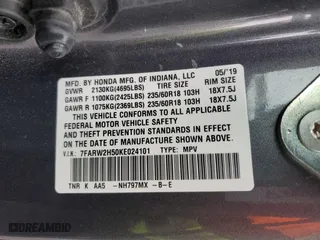 MFD. BY HONDA MFG. OF INDIANA, LLC 05/'19
GVWR 2130KG(4695LBS) TIRE SIZE RIM SIZE
GAWR F 1100KG(2425LBS) 235/60R18 103H 18X7.5J
GAWR R 1075KG(2369LBS) 235/60R18 103H 18X7.5J
THIS VEHICLE CONFORMS TO ALL APPLICABLE
FEDERAL MOTOR VEHICLE SAFETY STANDARDS
IN EFFECT ON THE DATE OF MANUFACTURE SHOWN ABOVE.
V.I.N: 7FARW2H50KE024101 TYPE: MPV
TNR K AA5 -NH797MX -B-E
DREAMBID